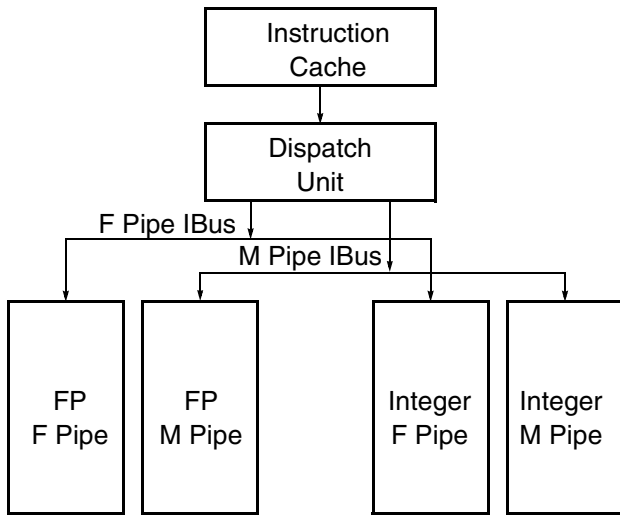 Instruction
Cache
Dispatch
Unit
F Pipe IBus
M Pipe IBus
FP
F Pipe
FP
M Pipe
Integer
F Pipe
Integer
M Pipe